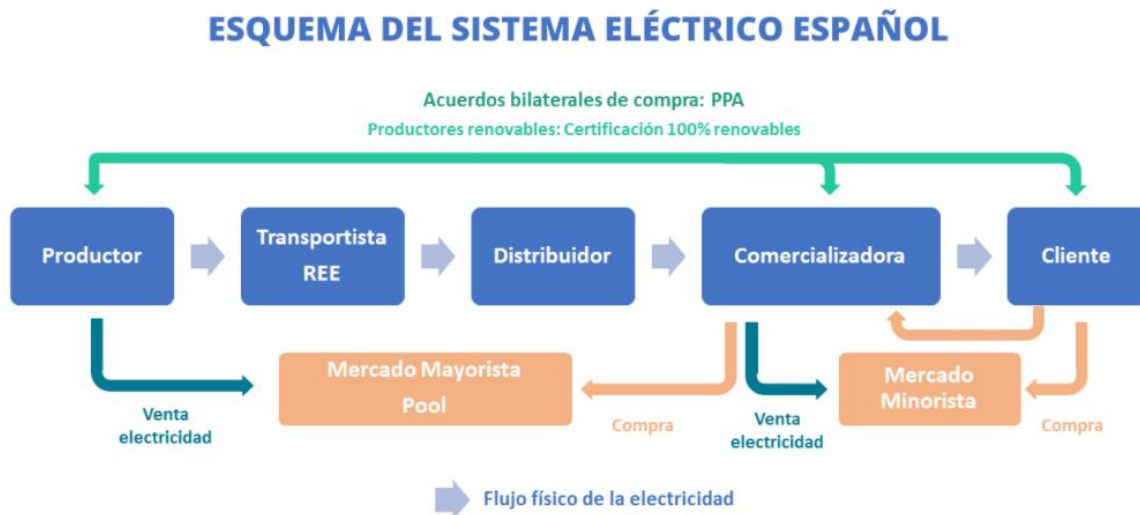 ESQUEMA DEL SISTEMA ELÉCTRICO ESPAÑOL
Acuerdos bilaterales de compra: PPA
Productores renovables: Certificación 100% renovables
Productor
Transportista
REE
Distribuidor
Comercializadora
Cliente
Mercado Mayorista
Pool
Mercado
Minorista
Venta
electricidad
Compra
Venta
electricidad
Compra
Flujo físico de la electricidad